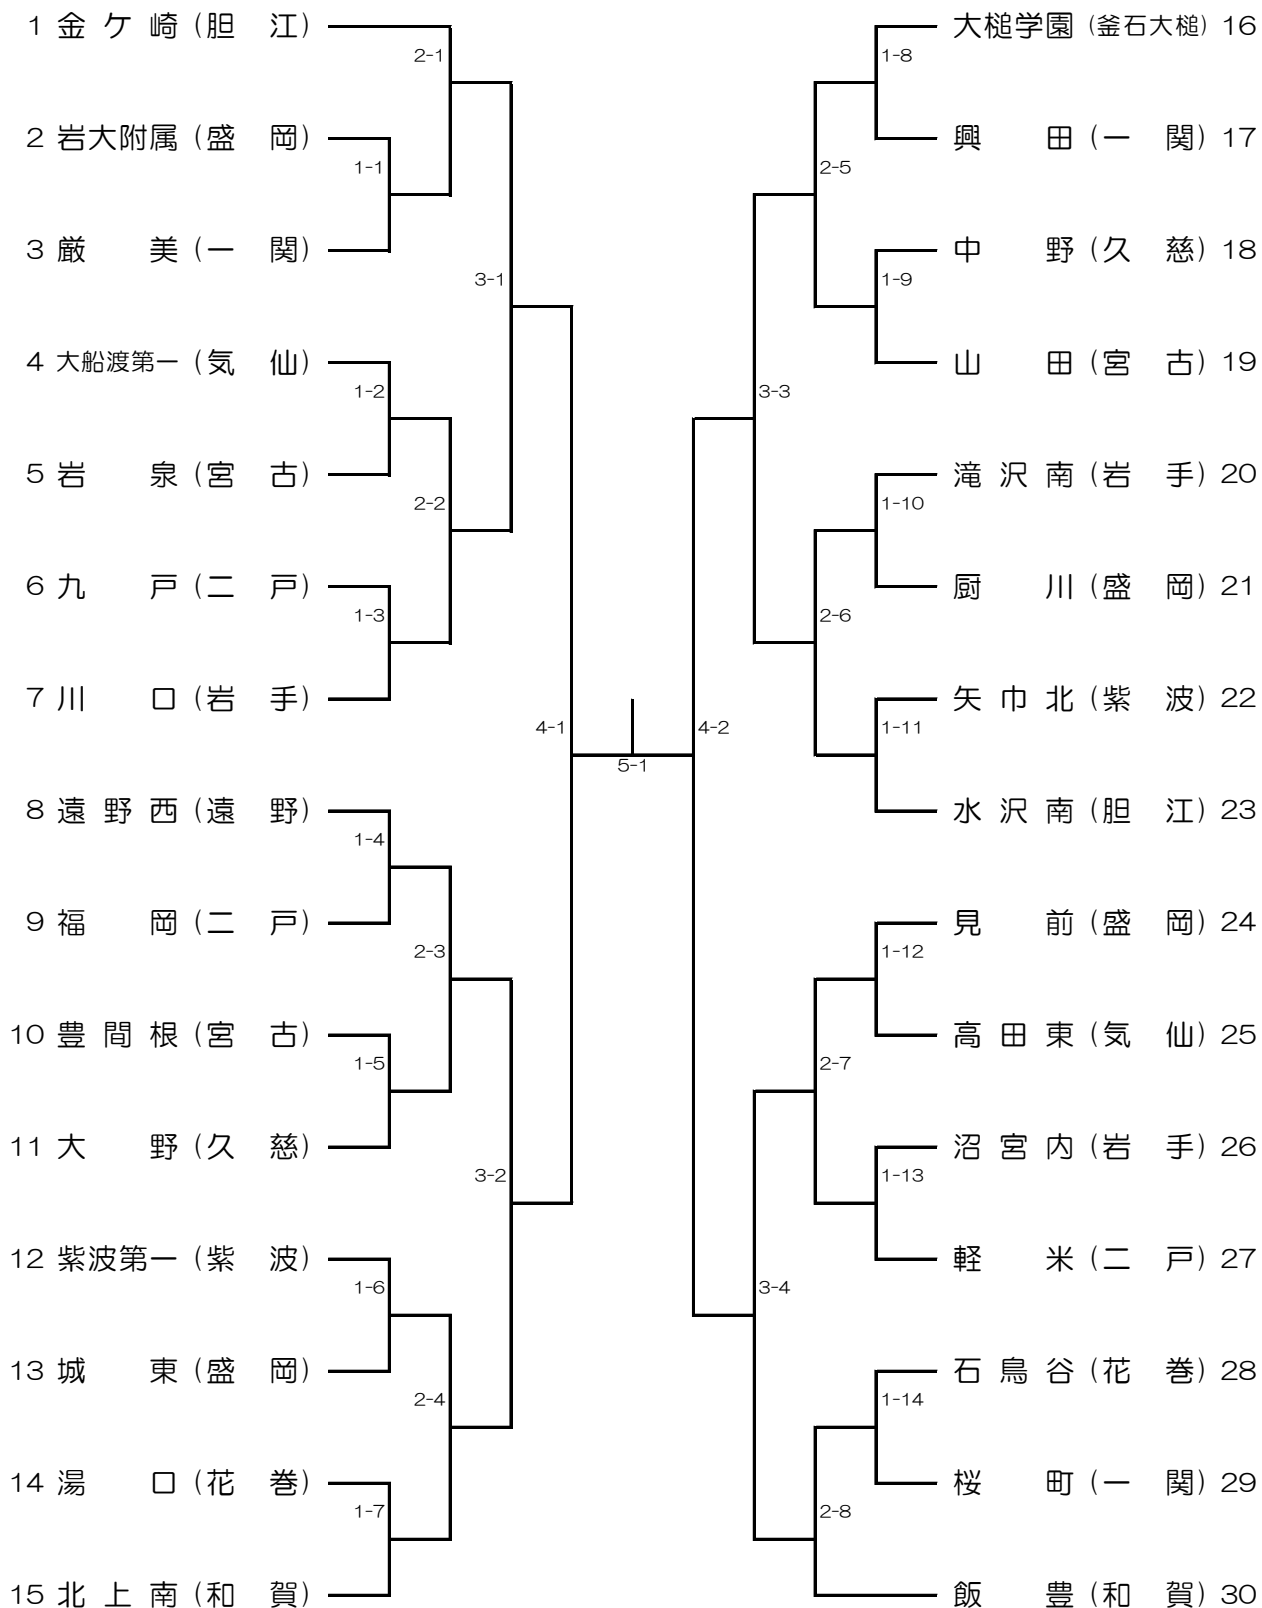 1 金ケ崎(胆江)
2-1
2 岩大附属(盛岡)
1-1
3 厳美(一関)
3-1
4 大船渡第一(気仙)
1-2
5 岩泉(宮古)
2-2
6 九戸(二戸)
1-3
7 川口(岩手)
4-1
8 遠野西(遠野)
1-4
9 福岡(二戸)
2-3
10 豊間根(宮古)
1-5
11 大野(久慈)
3-2
12 紫波第一(紫波)
1-6
13 城東(盛岡)
2-4
14 湯口(花巻)
1-7
15 北上南(和賀)
5-1
大槌学園(釜石大槌) 16
1-8
興田(一関) 17
2-5
中野(久慈) 18
1-9
山田(宮古) 19
3-3
滝沢南(岩手) 20
1-10
厨川(盛岡) 21
2-6
矢巾北(紫波) 22
1-11
4-2
水沢南(胆江) 23
見前(盛岡) 24
1-12
高田東(気仙) 25
2-7
沼宮内(岩手) 26
1-13
軽米(二戸) 27
3-4
石鳥谷(花巻) 28
1-14
桜町(一関) 29
2-8
飯豊(和賀) 30